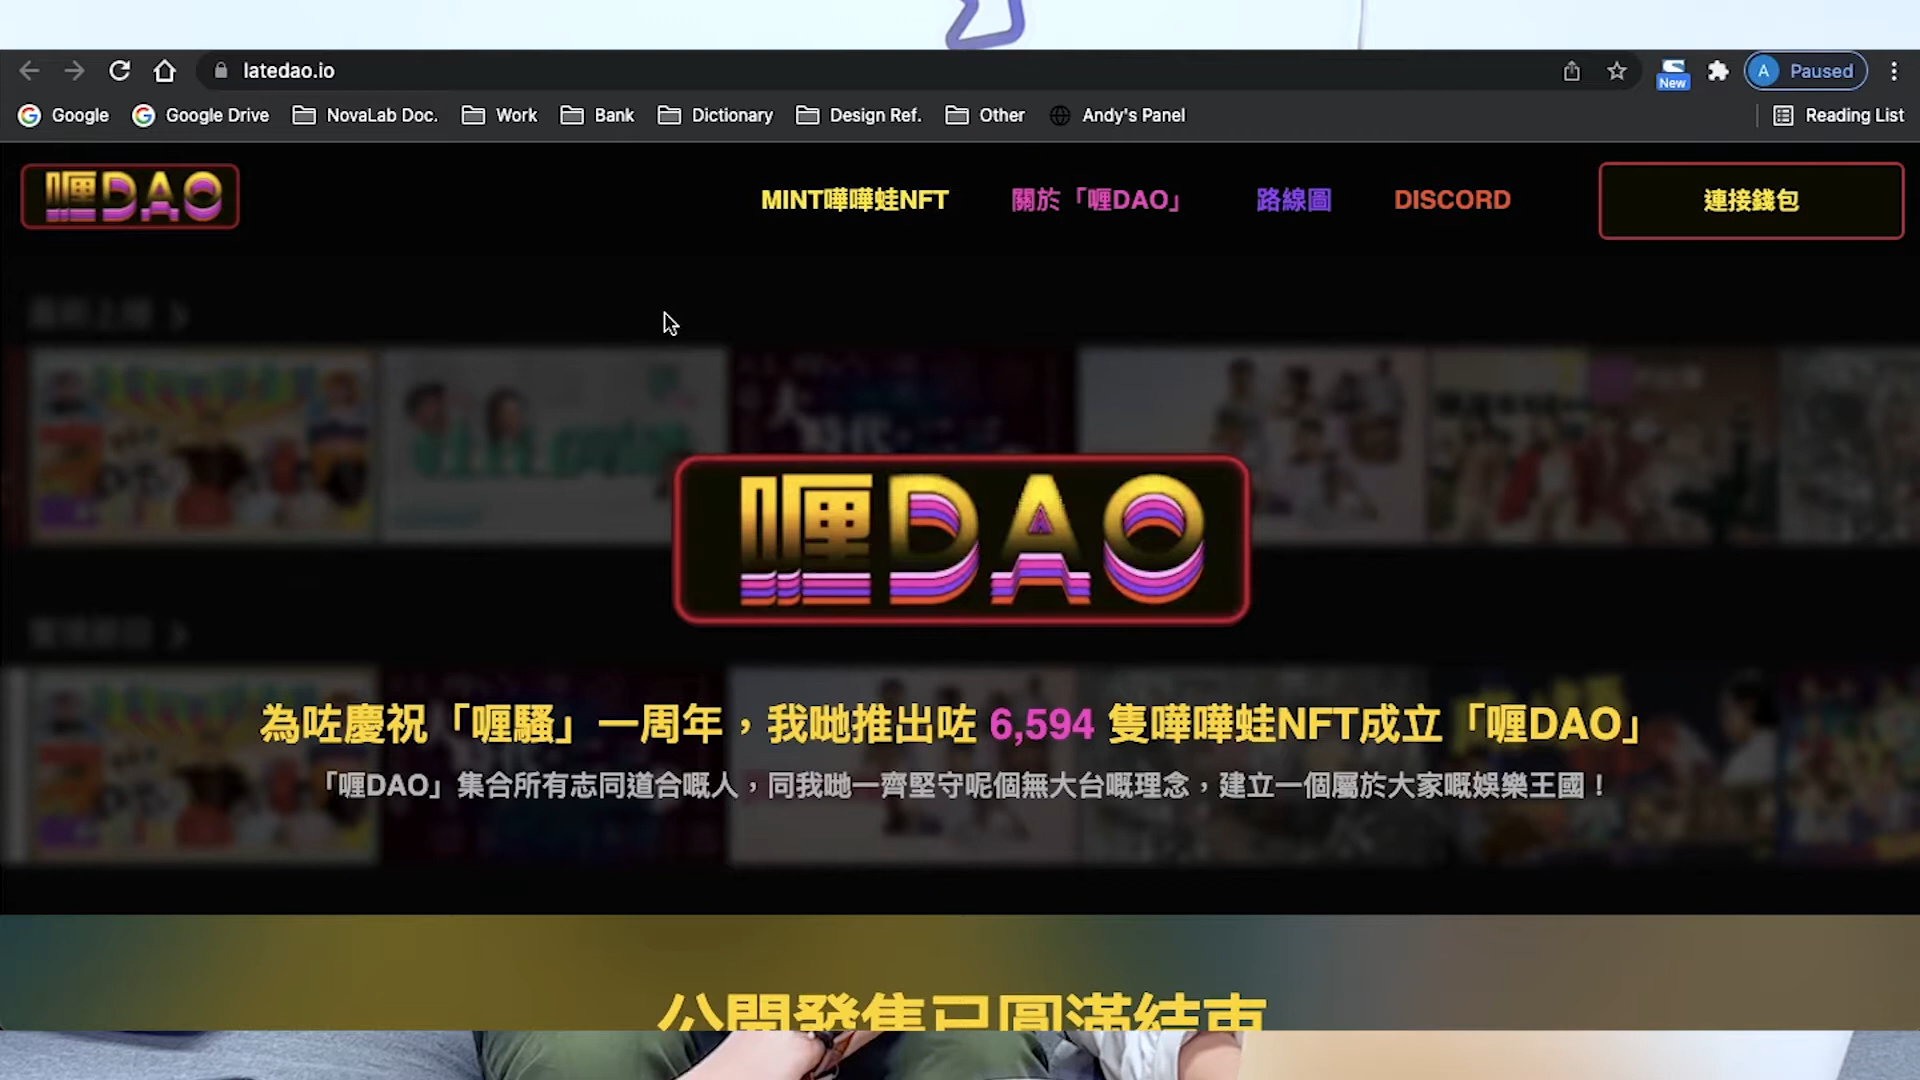 latedao.io
New
A Paused
Google
Google Drive
NovaLab Doc.
Work
Bank
Dictionary
Design Ref.
Other
Andy's Panel
Reading List
喱DAO
MINT嘩嘩蛙NFT
關於「喱DAO」
路線圖
DISCORD
連接錢包
喱DAO
為咗慶祝「喱騷」一周年，我哋推出咗 6,594 隻嘩嘩蛙NFT成立「喱DAO」
「喱DAO」集合所有志同道合嘅人，同我哋一齊堅守呢個無大台嘅理念，建立一個屬於大家嘅娛樂王國！
公開發售已圓滿結束